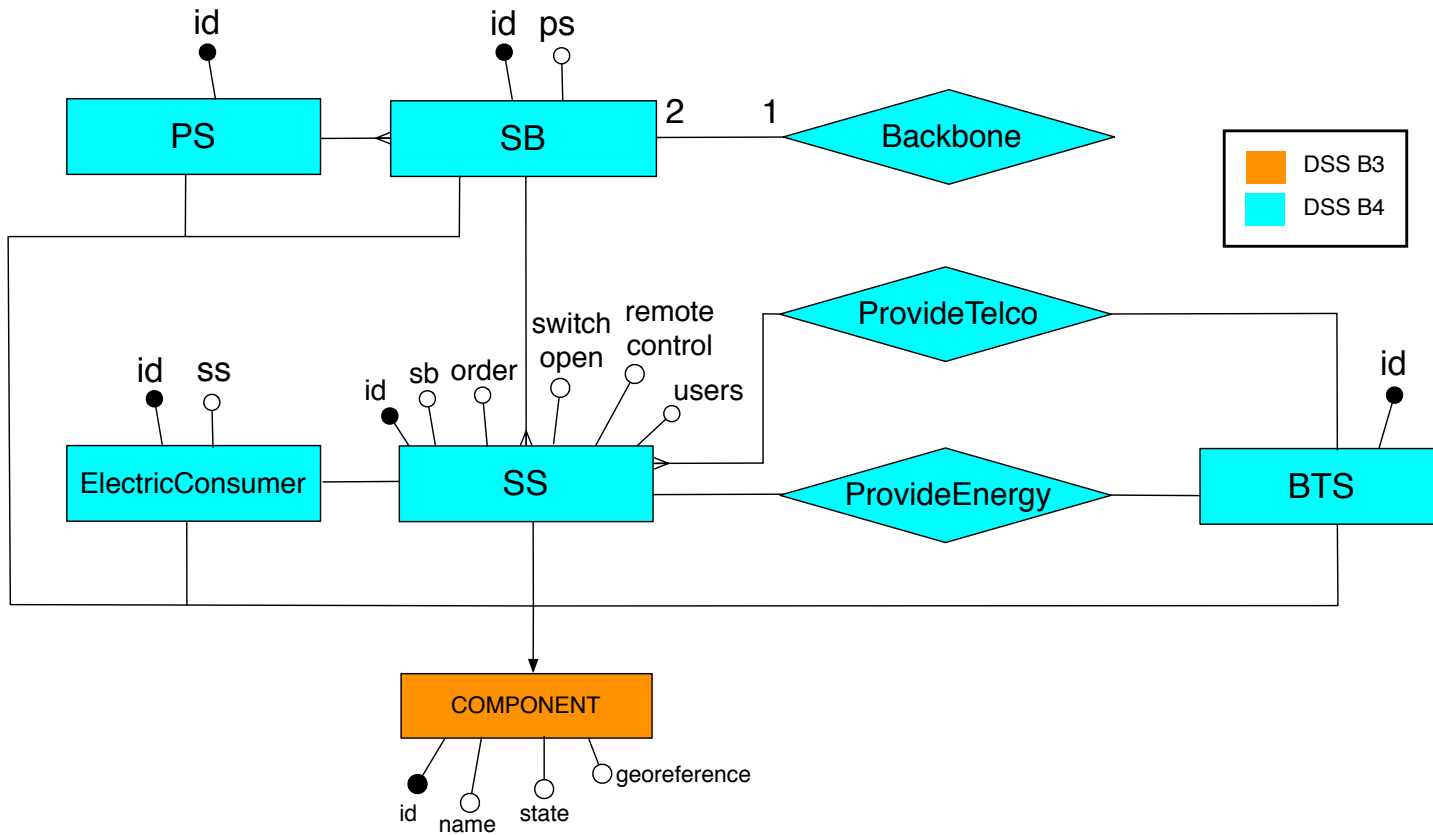 id
id
ps
PS
SB
2
1
Backbone
DSS B3
DSS B4
ProvideTelco
switch
open
remote
control
id
ss
id
sb
order
users
id
ElectricConsumer
SS
ProvideEnergy
BTS
COMPONENT
id
name
state
georeference